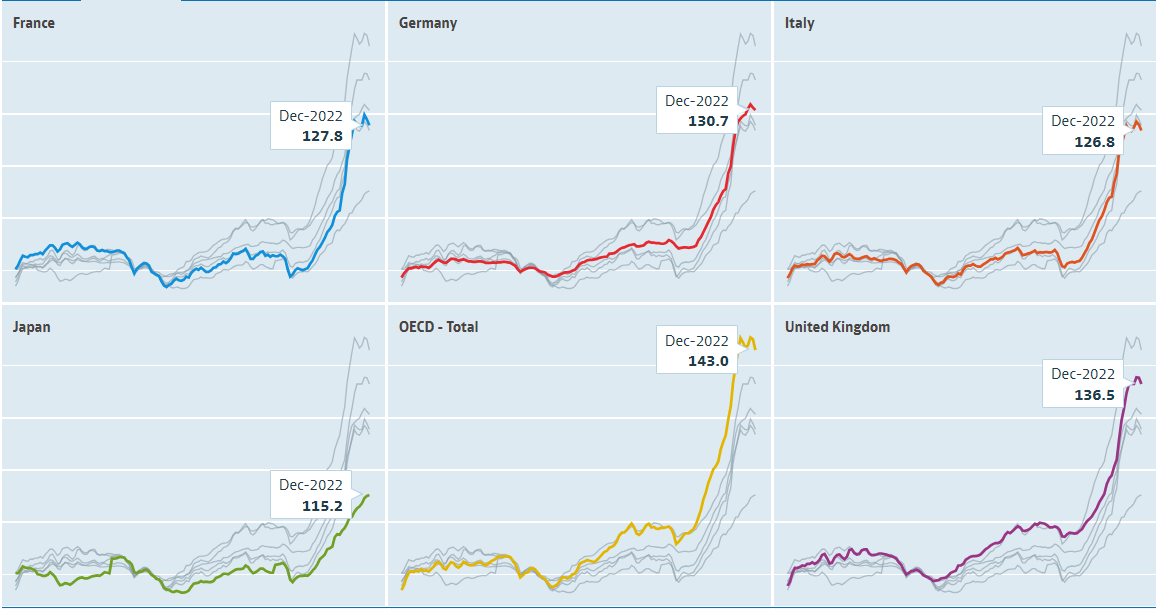 France
Germany
Italy
Dec-2022
127.8
Dec-2022
130.7
Dec-2022
126.8
Japan
OECD - Total
United Kingdom
Dec-2022
115.2
Dec-2022
143.0
Dec-2022
136.5